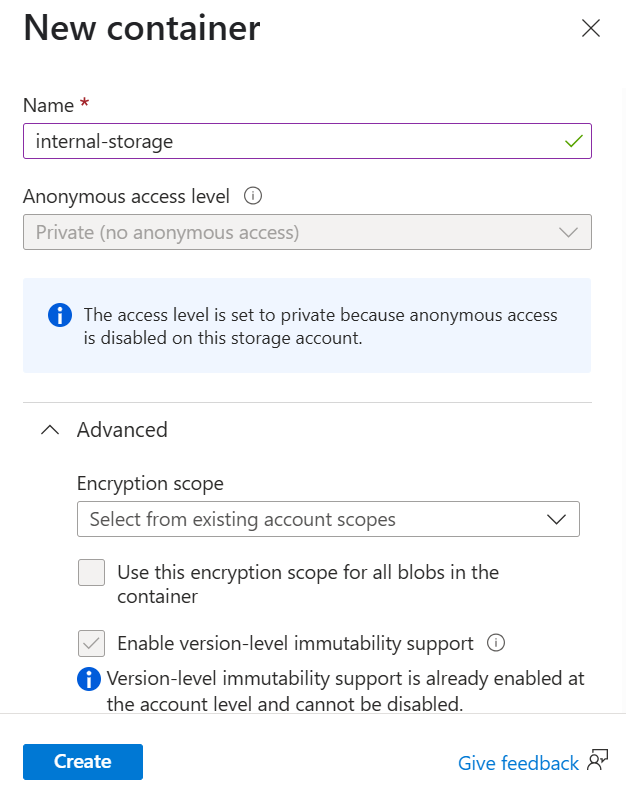 New container
Name *
internal-storage
Anonymous access level
Private (no anonymous access)
The access level is set to private because anonymous access
is disabled on this storage account.
Advanced
Encryption scope
Select from existing account scopes
Use this encryption scope for all blobs in the
container
Enable version-level immutability support
Version-level immutability support is already enabled at
the account level and cannot be disabled.
Create
Give feedback